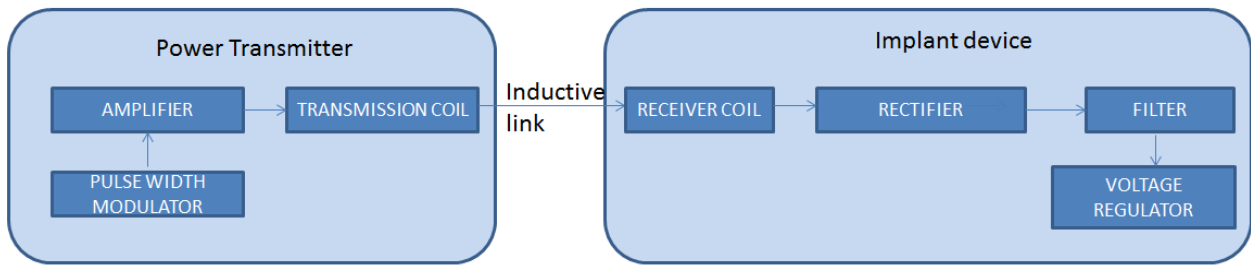 Power Transmitter
AMPLIFIER
TRANSMISSION COIL
PULSE WIDTH
MODULATOR
Inductive
link
Implant device
RECEIVER COIL
RECTIFIER
FILTER
VOLTAGE
REGULATOR